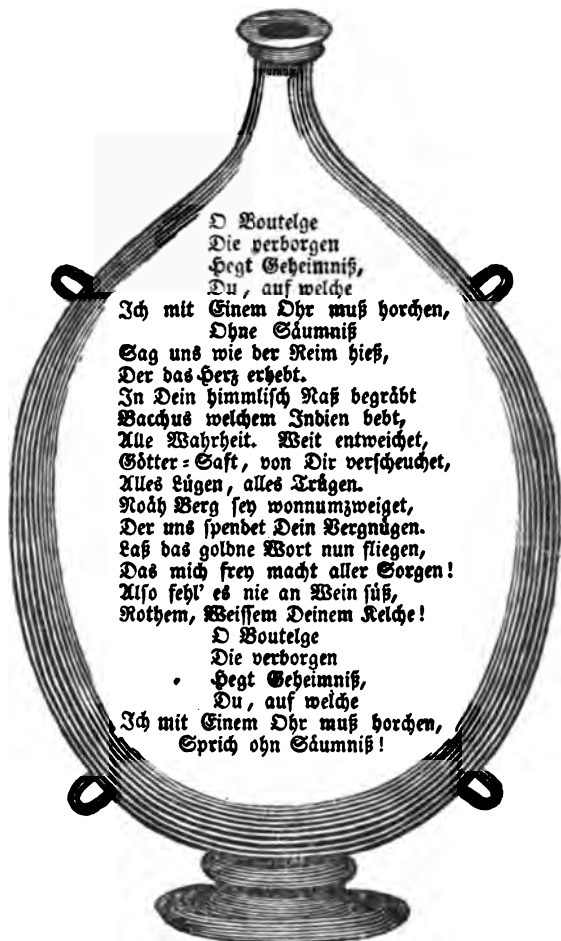 O Boutelge
Die verborgen
Hegt Geheimniß,
Du, auf welche
Ich mit Einem Ohr muß horchen,
Ohne Säumniß
Sag uns wie der Reim hieß,
Der das Herz erhebt.
In Dein himmlisch Naß begräbt
Bacchus welchem Indien bebt,
Alle Wahrheit. Weit entweichet,
Götter-Saft, von Dir verscheuchet,
Alles Lügen, alles Trügen.
Noäh Berg sey wonnumzweiget,
Der uns spendet Dein Vergnügen.
Laß das goldne Wort nun fliegen,
Das mich frey macht aller Sorgen!
Also fehl' es nie an Wein süß,
Rothem, Weissem Deinem Kelche!
O Boutelge
Die verborgen
Hegt Geheimniß,
Du, auf welche
Ich mit Einem Ohr muß horchen,
Sprich ohn Säumniß!